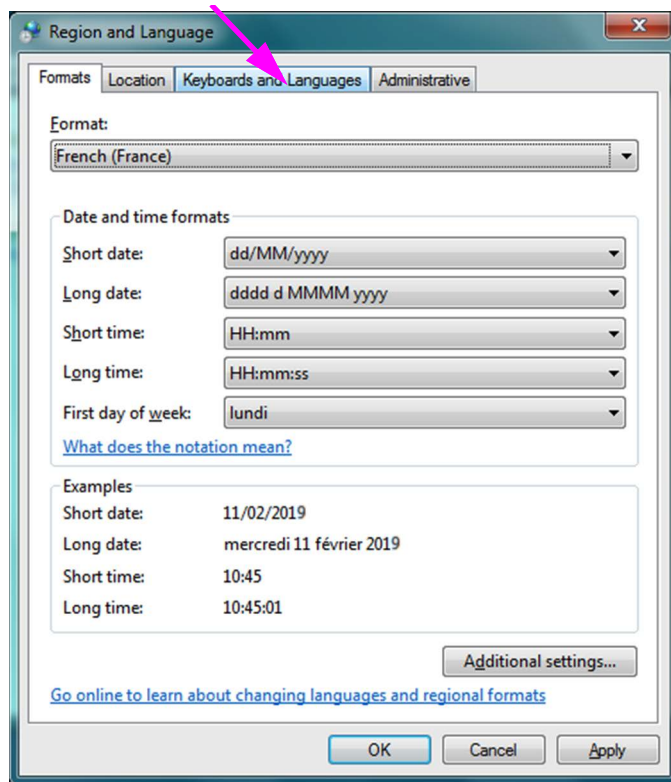 Region and Language
Formats Location Keyboards and Languages Administrative
Format:
French (France)
Date and time formats
Short date: dd/MM/yyyy
Long date: dddd d MMMM yyyy
Short time: HH:mm
Long time: HH:mm:ss
First day of week: lundi
What does the notation mean?
Examples
Short date: 11/02/2019
Long date: mercredi 11 février 2019
Short time: 10:45
Long time: 10:45:01
Additional settings...
Go online to learn about changing languages and regional formats
OK Cancel Apply